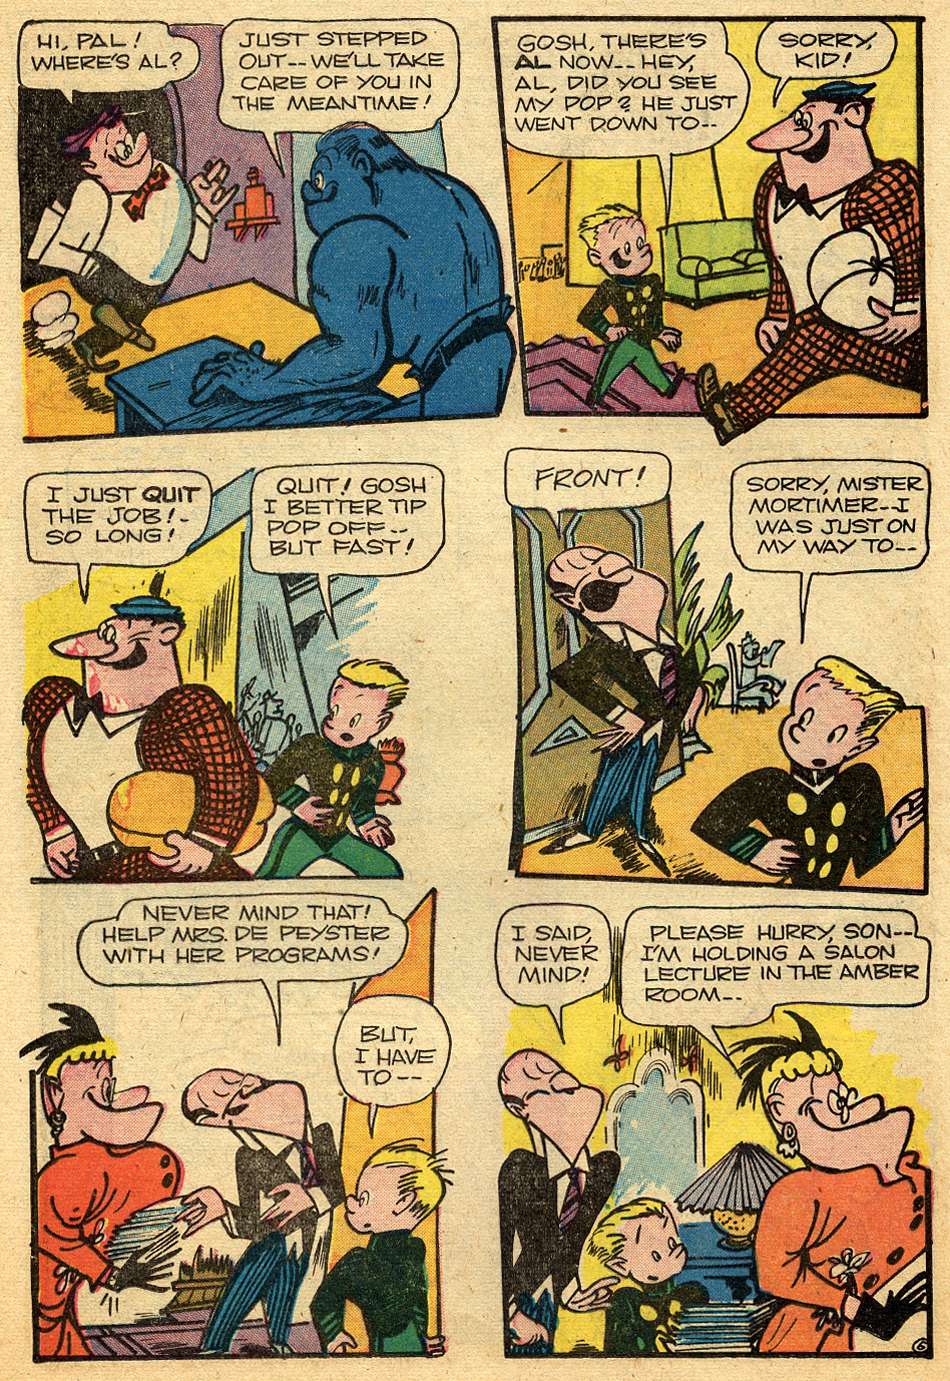 HI, PAL!
WHERE'S AL?
JUST STEPPED
OUT-- WE'LL TAKE
CARE OF YOU IN
THE MEANTIME!
GOSH, THERE'S
AL NOW-- HEY,
AL, DID YOU SEE
MY POP? HE JUST
WENT DOWN TO--
SORRY,
KID!
I JUST QUIT
THE JOB!-
SO LONG!
QUIT! GOSH
I BETTER TIP
POP OFF--
BUT FAST!
FRONT!
SORRY, MISTER
MORTIMER--I
WAS JUST ON
MY WAY TO--
NEVER MIND THAT!
HELP MRS. DE PEYSTER
WITH HER PROGRAMS!
BUT,
I HAVE
TO--
I SAID,
NEVER
MIND!
PLEASE HURRY, SON--
I'M HOLDING A SALON
LECTURE IN THE AMBER
ROOM--
6